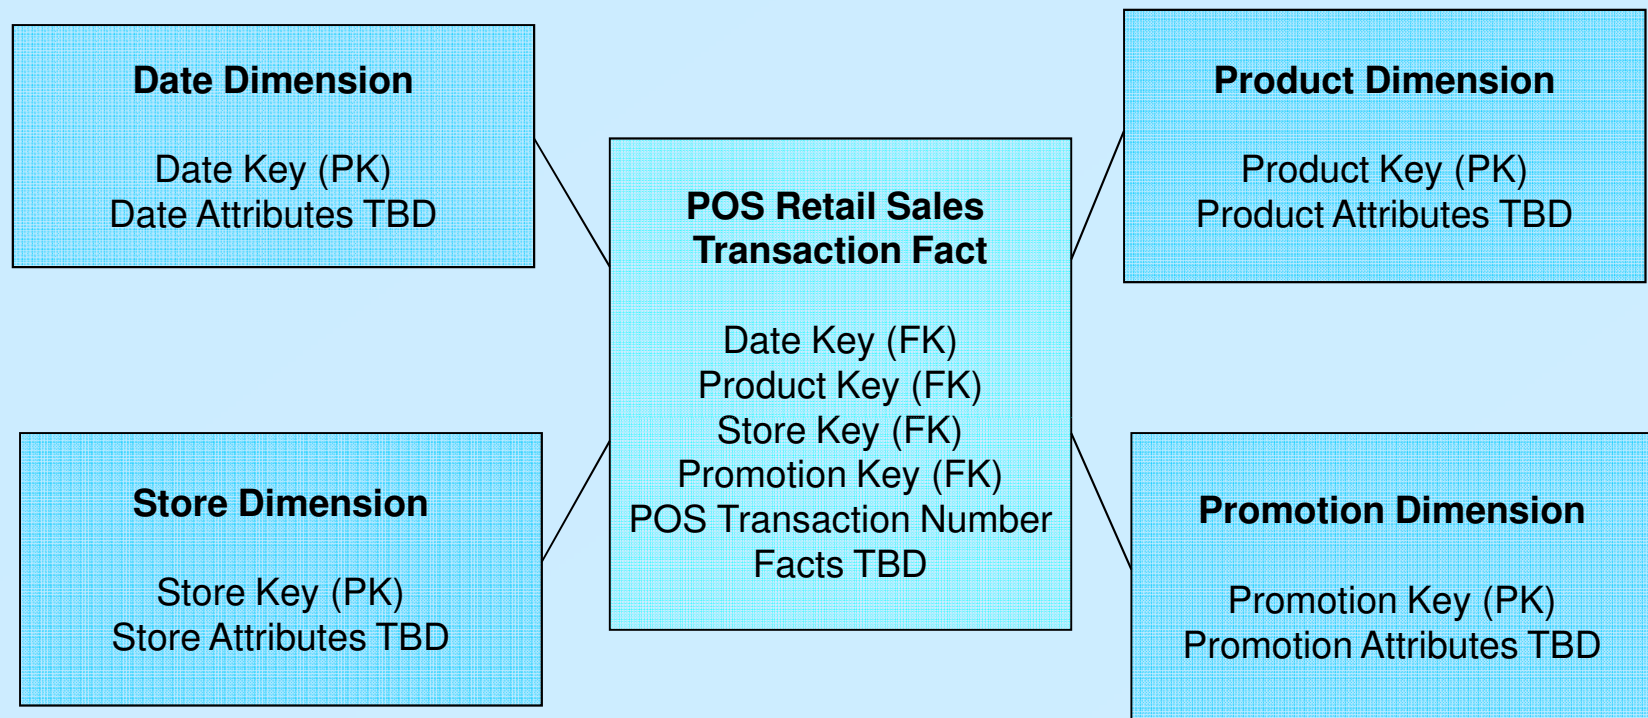 Date Dimension
Date Key (PK)
Date Attributes TBD
Product Dimension
Product Key (PK)
Product Attributes TBD
POS Retail Sales
Transaction Fact
Date Key (FK)
Product Key (FK)
Store Key (FK)
Promotion Key (FK)
POS Transaction Number
Facts TBD
Store Dimension
Store Key (PK)
Store Attributes TBD
Promotion Dimension
Promotion Key (PK)
Promotion Attributes TBD